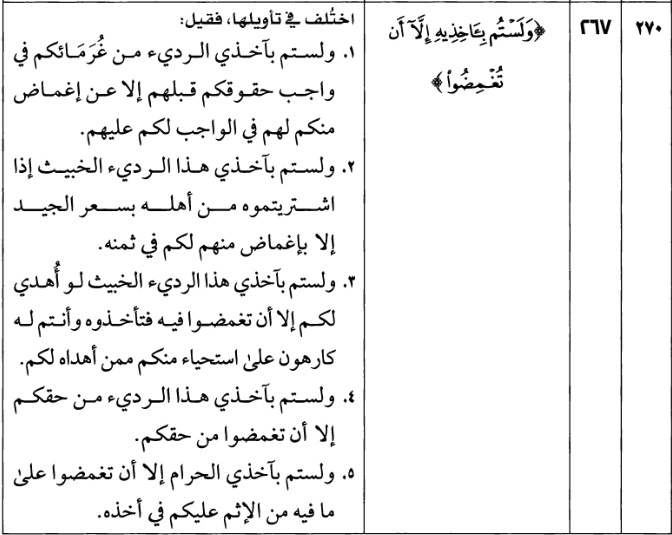 ٢٧٠
٢٦٧
﴿وَلَسْتُم بِـَٔاخِذِيهِ إِلَّآ أَن
تُغْمِضُوا۟﴾
اختُلف في تأويلها، فقيل:
١. ولستم بآخذي الرديء من غُرَمَائكم في
واجب حقوقكم قبلهم إلا عن إغماض
منكم لهم في الواجب لكم عليهم.
٢. ولستم بآخذي هذا الرديء الخبيث إذا
اشتريتموه من أهله بسعر الجيد
إلا بإغماض منهم لكم في ثمنه.
٣. ولستم بآخذي هذا الرديء الخبيث لو أُهدي
لكم إلا أن تغمضوا فيه فتأخذوه وأنتم له
كارهون علىٰ استحياء منكم ممن أهداه لكم.
٤. ولستم بآخذي هذا الرديء من حقكم
إلا أن تغمضوا من حقكم.
٥. ولستم بآخذي الحرام إلا أن تغمضوا علىٰ
ما فيه من الإثم عليكم في أخذه.